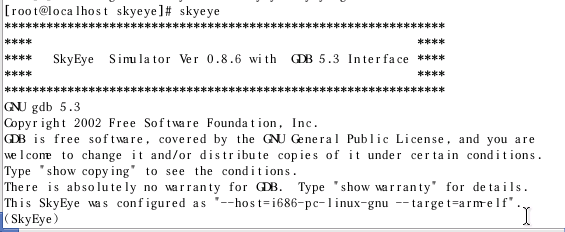 [root@localhost skyeye]# skyeye
**************************************************************
****                                                      ****
****   SkyEye  Simulator Ver 0.8.6 with  GDB 5.3 Interface ****
****                                                      ****
**************************************************************
GNU gdb 5.3
Copyright 2002 Free Software Foundation, Inc.
GDB is free software, covered by the GNU General Public License, and you are
welcome to change it and/or distribute copies of it under certain conditions.
Type "show copying" to see the conditions.
There is absolutely no warranty for GDB.  Type "show warranty" for details.
This SkyEye was configured as "--host=i686-pc-linux-gnu --target=arm-elf".
(SkyEye)